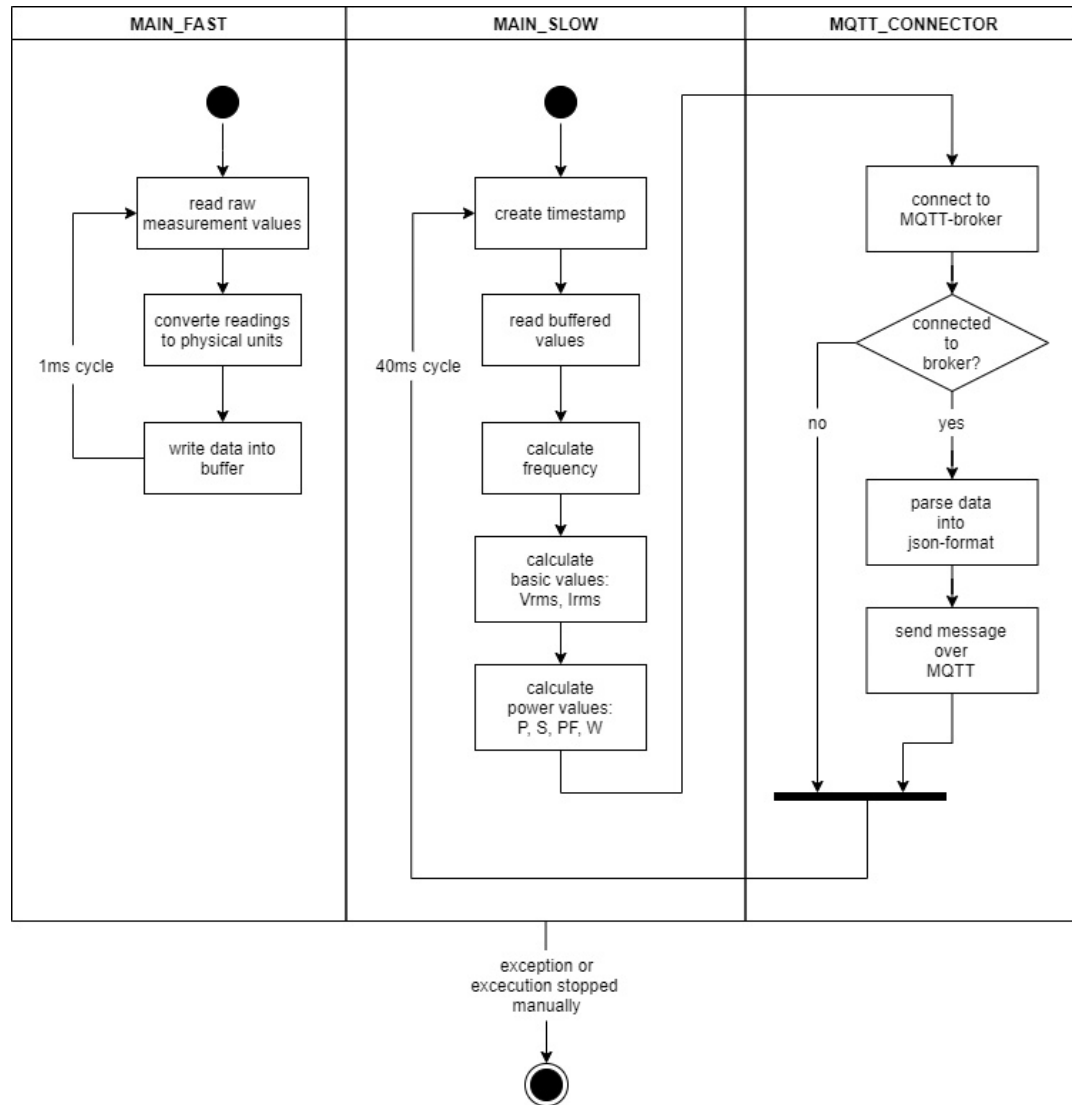 MAIN_FAST
MAIN_SLOW
MQTT_CONNECTOR
read raw
measurement values
converte readings
to physical units
1ms cycle
write data into
buffer
create timestamp
read buffered
values
40ms cycle
calculate
frequency
calculate
basic values:
Vrms, Irms
calculate
power values:
P, S, PF, W
connect to
MQTT-broker
connected
to
broker?
no
yes
parse data
into
json-format
send message
over
MQTT
exception or
excecution stopped
manually